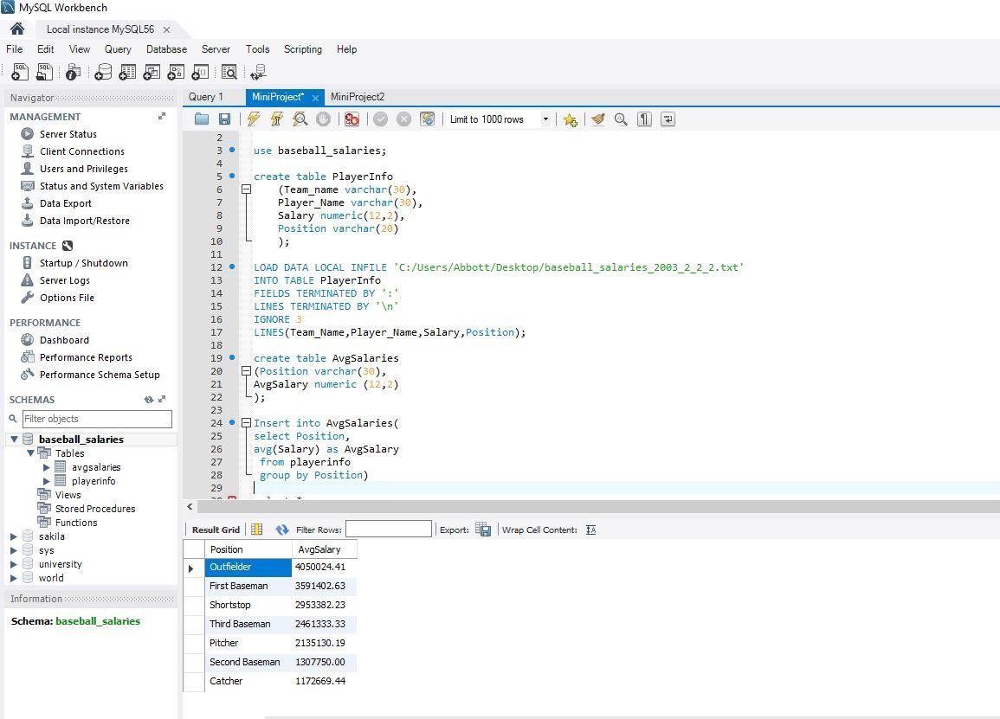 MySQL Workbench
Local instance MySQL56
File Edit View Query Database Server Tools Scripting Help
Navigator
MANAGEMENT
Server Status
Client Connections
Users and Privileges
Status and System Variables
Data Export
Data Import/Restore
INSTANCE
Startup / Shutdown
Server Logs
Options File
PERFORMANCE
Dashboard
Performance Reports
Performance Schema Setup
SCHEMAS
Filter objects
baseball_salaries
Tables
avgsalaries
playerinfo
Views
Stored Procedures
Functions
sakila
sys
university
world
Information
Schema: baseball_salaries
Query 1 MiniProject* MiniProject2
Limit to 1000 rows
2
3 use baseball_salaries;
4
5 create table PlayerInfo
6 (Team_name varchar(30),
7 Player_Name varchar(30),
8 Salary numeric(12,2),
9 Position varchar(20)
10 );
11
12 LOAD DATA LOCAL INFILE 'C:/Users/Abbott/Desktop/baseball_salaries_2003_2_2_2.txt'
13 INTO TABLE PlayerInfo
14 FIELDS TERMINATED BY ':'
15 LINES TERMINATED BY '\n'
16 IGNORE 3
17 LINES(Team_Name,Player_Name,Salary,Position);
18
19 create table AvgSalaries
20 (Position varchar(30),
21 AvgSalary numeric (12,2)
22 );
23
24 Insert into AvgSalaries(
25 select Position,
26 avg(Salary) as AvgSalary
27 from playerinfo
28 group by Position)
29
Result Grid Filter Rows: Export: Wrap Cell Content:
Position AvgSalary
Outfielder 4050024.41
First Baseman 3591402.63
Shortstop 2953382.23
Third Baseman 2461333.33
Pitcher 2135130.19
Second Baseman 1307750.00
Catcher 1172669.44